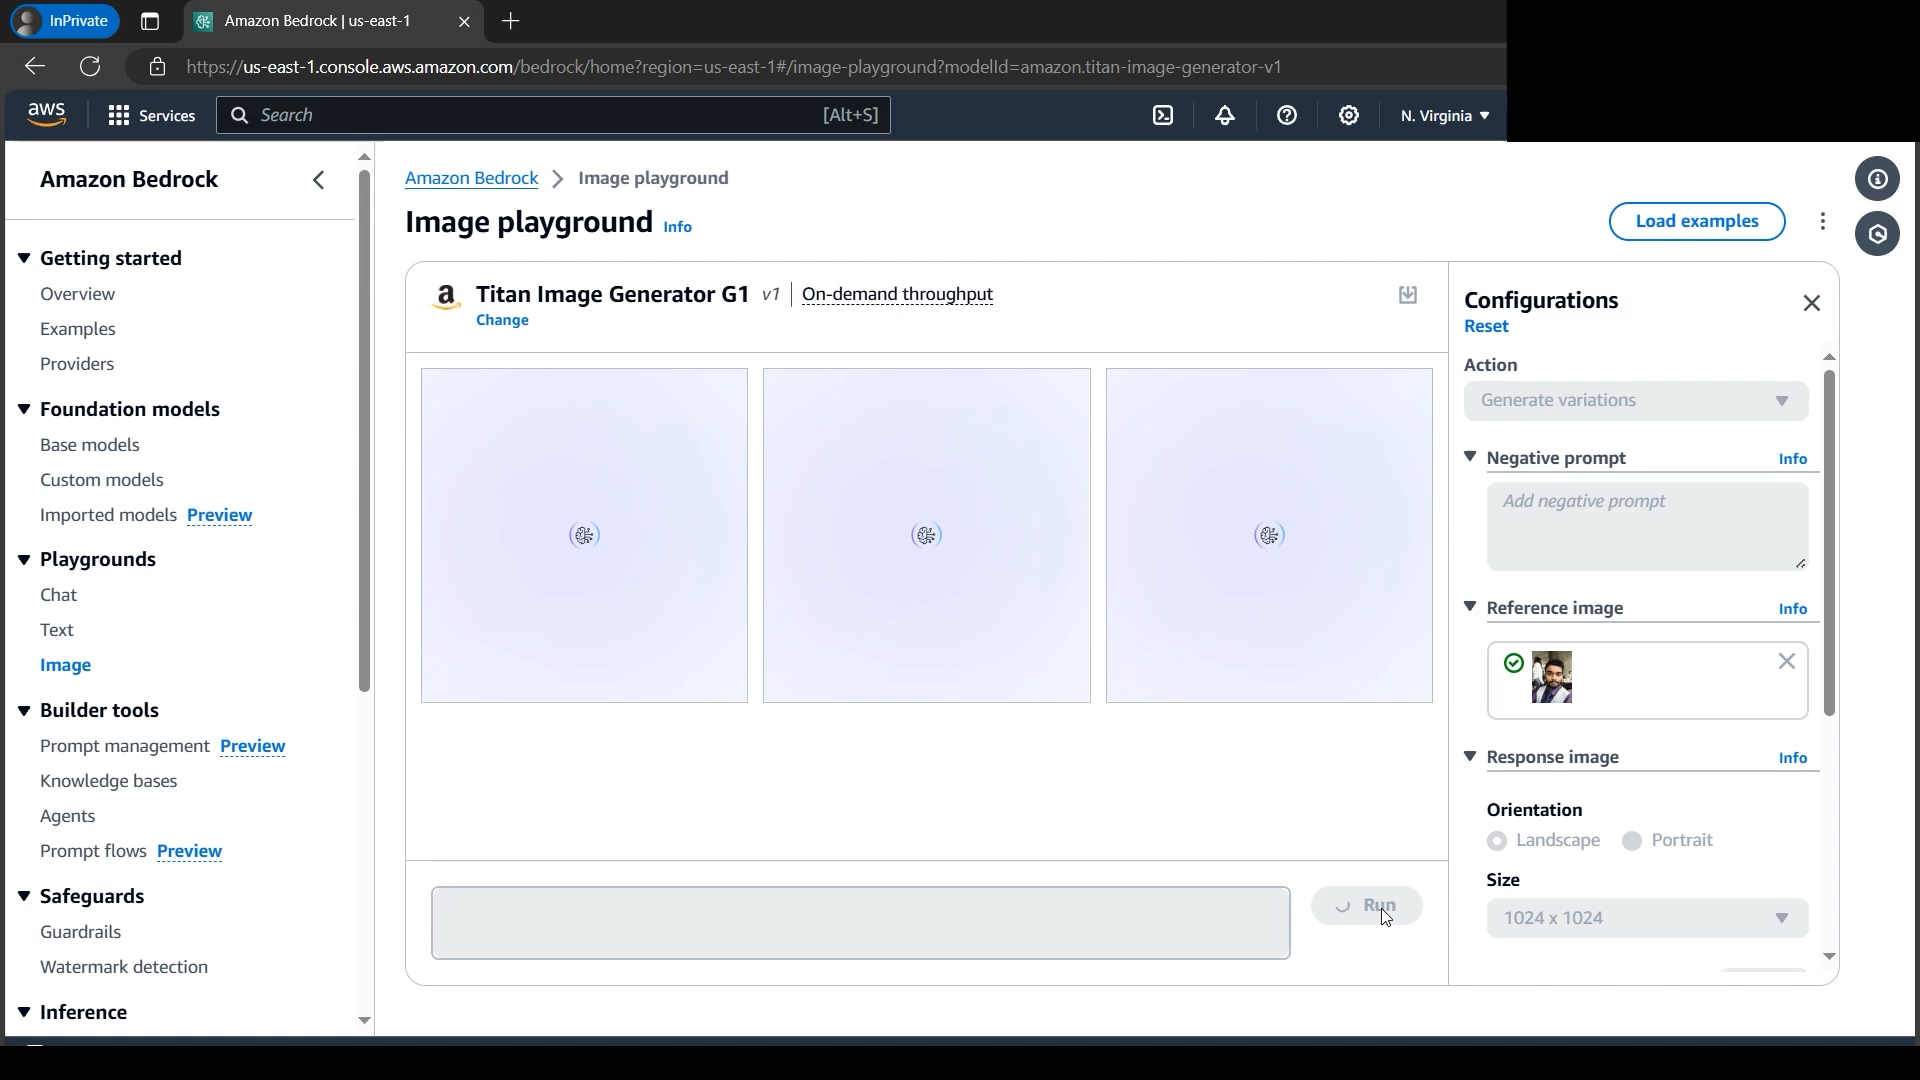 InPrivate
Amazon Bedrock | us-east-1
https://us-east-1.console.aws.amazon.com/bedrock/home?region=us-east-1#/image-playground?modelId=amazon.titan-image-generator-v1
aws
Services
Search
[Alt+S]
N. Virginia
Amazon Bedrock
Getting started
Overview
Examples
Providers
Foundation models
Base models
Custom models
Imported models Preview
Playgrounds
Chat
Text
Image
Builder tools
Prompt management Preview
Knowledge bases
Agents
Prompt flows Preview
Safeguards
Guardrails
Watermark detection
Inference
Amazon Bedrock
Image playground
Image playground Info
Load examples
a
Titan Image Generator G1 v1 | On-demand throughput
Change
Run
Configurations
Reset
Action
Generate variations
Negative prompt Info
Add negative prompt
Reference image Info
Response image Info
Orientation
Landscape Portrait
Size
1024 x 1024